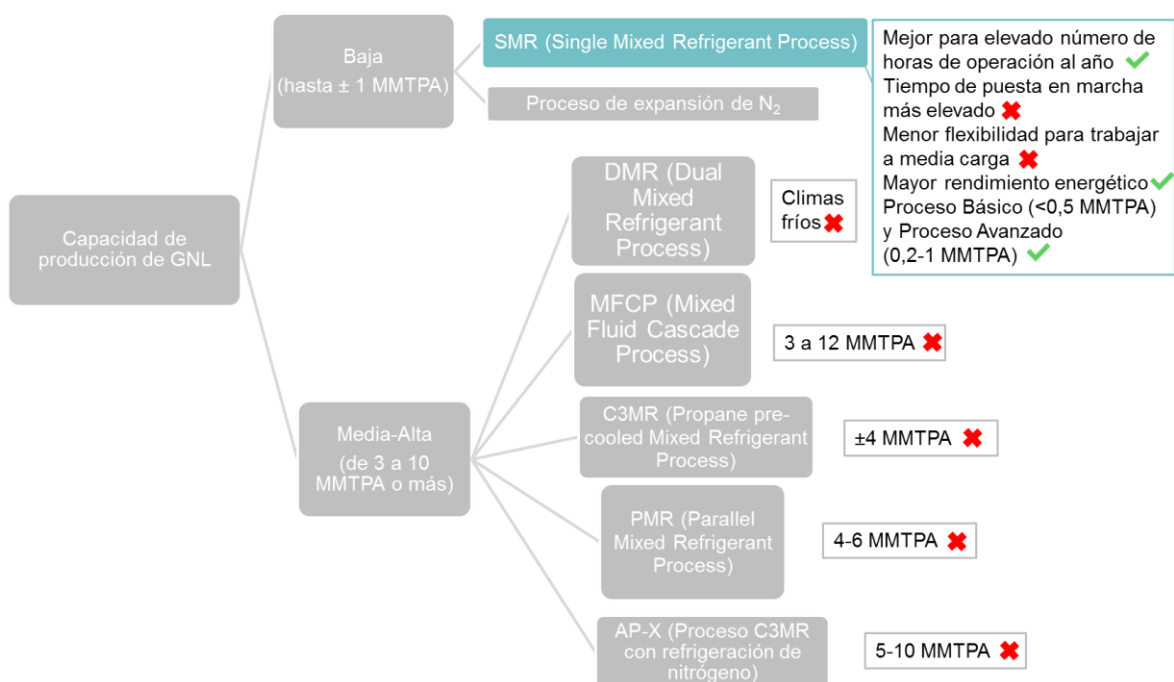 Capacidad de
producción de GNL
Baja
(hasta ± 1 MMTPA)
SMR (Single Mixed Refrigerant Process)
Mejor para elevado número de
horas de operación al año
Tiempo de puesta en marcha
más elevado
Menor flexibilidad para trabajar
a media carga
Mayor rendimiento energético
Proceso Básico (<0,5 MMTPA)
y Proceso Avanzado
(0,2-1 MMTPA)
Proceso de expansión de N₂
Media-Alta
(de 3 a 10
MMTPA o más)
DMR (Dual
Mixed
Refrigerant
Process)
Climas
fríos
MFCP (Mixed
Fluid Cascade
Process)
3 a 12 MMTPA
C3MR (Propane pre-
cooled Mixed Refrigerant
Process)
±4 MMTPA
PMR (Parallel
Mixed Refrigerant
Process)
4-6 MMTPA
AP-X (Proceso C3MR
con refrigeración de
nitrógeno)
5-10 MMTPA